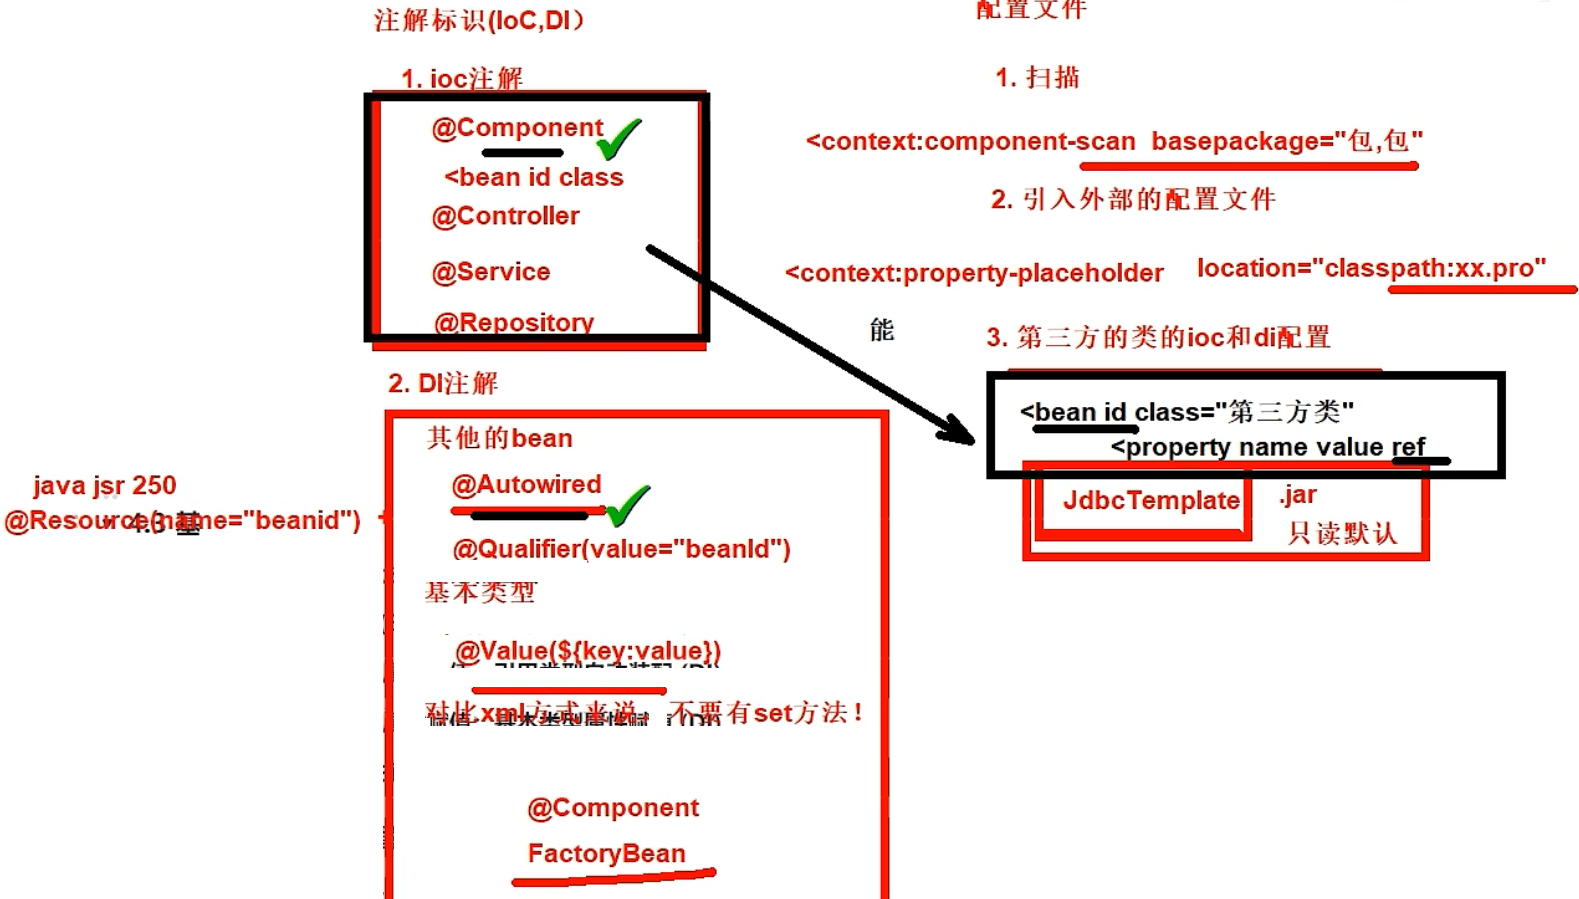 注解标识(IoC,DI）
1. ioc注解
@Component
<bean id class
@Controller
@Service
@Repository
2. DI注解
其他的bean
@Autowired
@Qualifier(value="beanId")
基本类型
@Value(${key:value})
对比xml方式来说，不要有set方法！
@Component
FactoryBean
java jsr 250
@Resource(name="beanid")
配置文件
1. 扫描
<context:component-scan basepackage="包,包"
2. 引入外部的配置文件
<context:property-placeholder location="classpath:xx.pro"
能
3. 第三方的类的ioc和di配置
<bean id class="第三方类"
<property name value ref
JdbcTemplate
.jar
只读默认